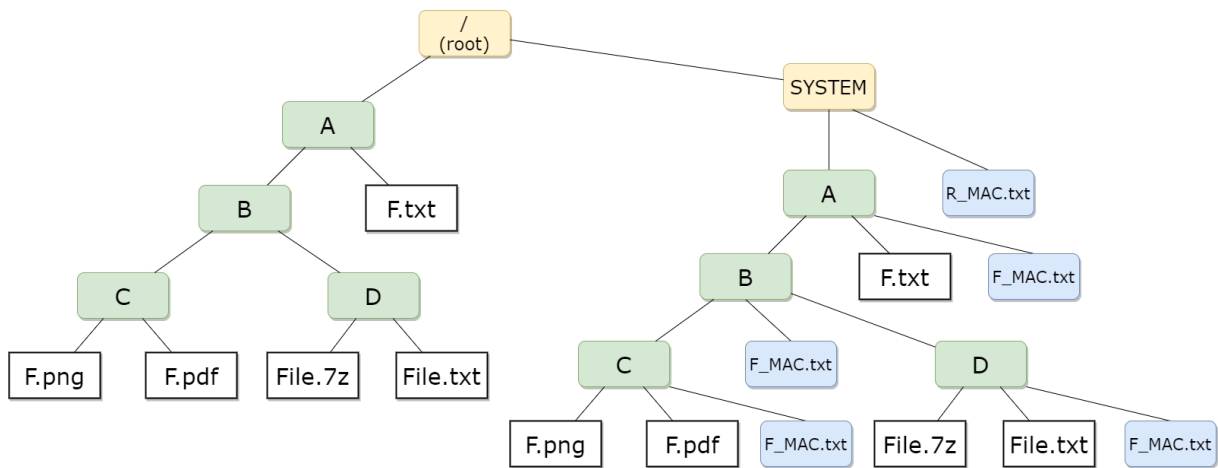 /
(root)
SYSTEM
A
A
R_MAC.txt
B
F.txt
B
F.txt
F_MAC.txt
C
D
C
F_MAC.txt
D
F.png
F.pdf
File.7z
File.txt
F.png
F.pdf
F_MAC.txt
File.7z
File.txt
F_MAC.txt